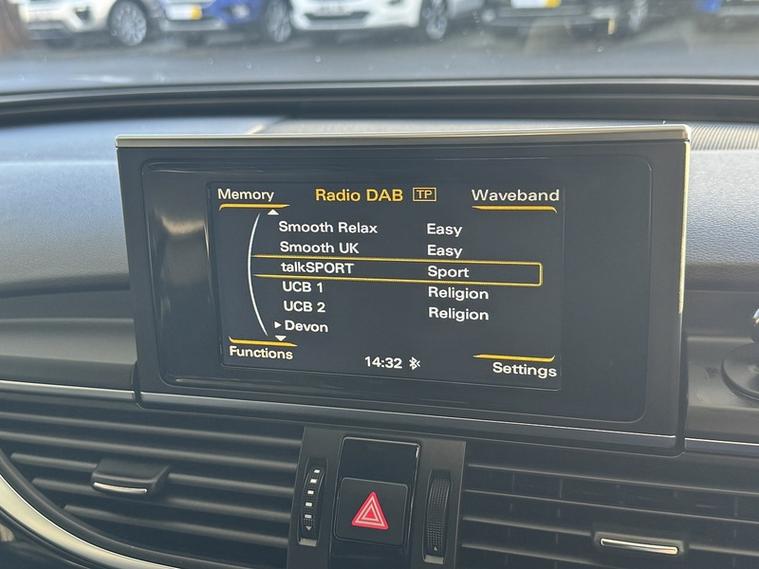 Memory Radio DAB TP Waveband
Smooth Relax Easy
Smooth UK Easy
talkSPORT Sport
UCB 1 Religion
UCB 2 Religion
Devon
Functions 14:32 Settings